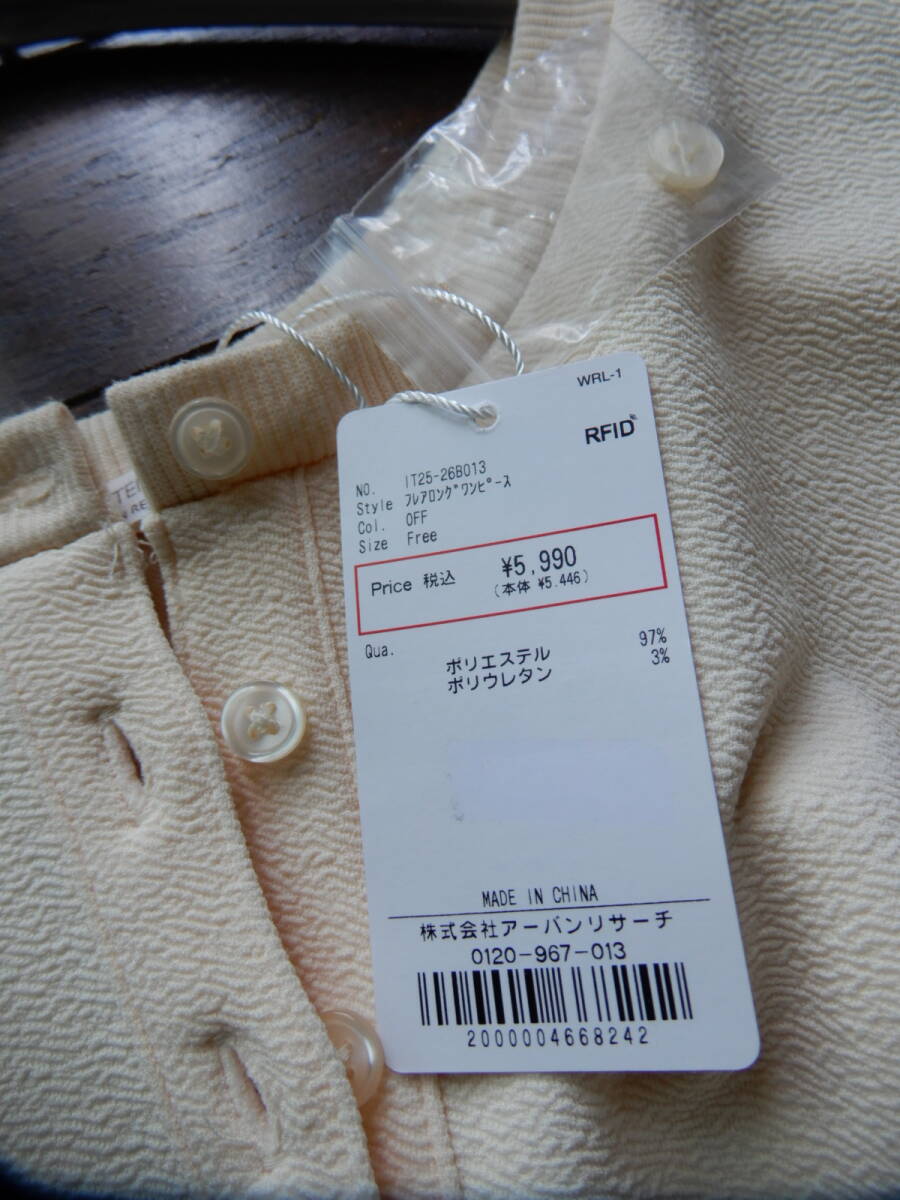 WRL-1
RFID
NO. IT25-26B013
Style フレアロングワンピース
Col. OFF
Size Free
Price 税込 ¥5,990
(本体 ¥5.446)
Qua.
ポリエステル 97%
ポリウレタン 3%
MADE IN CHINA
株式会社アーバンリサーチ
0120-967-013
2000004668242